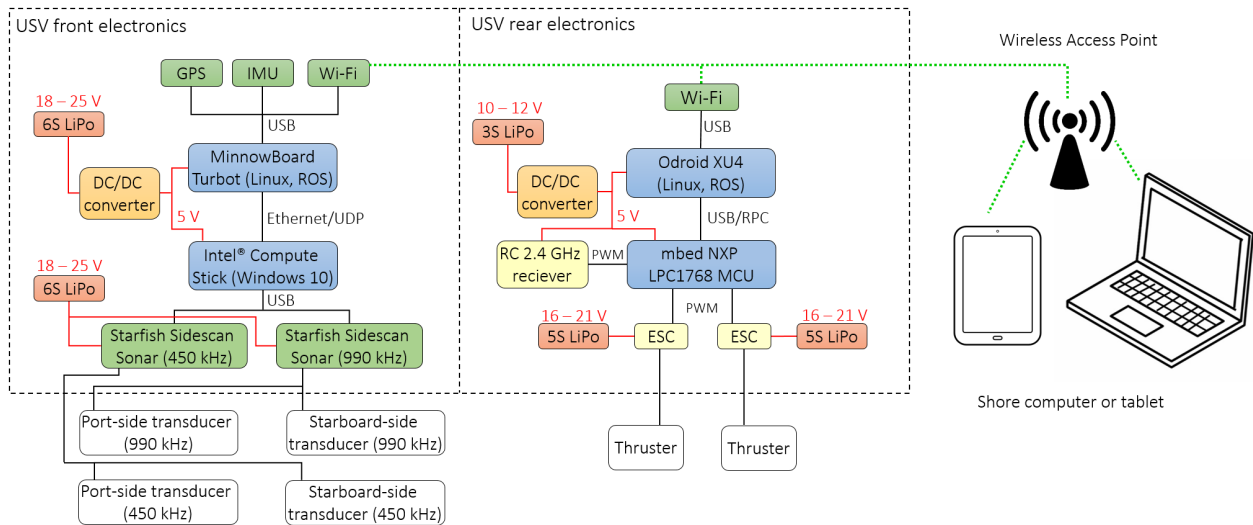 USV front electronics
USV rear electronics
Wireless Access Point
GPS
IMU
Wi-Fi
18 – 25 V
6S LiPo
USB
MinnowBoard
Turbot (Linux, ROS)
DC/DC
converter
5 V
Ethernet/UDP
Intel® Compute
Stick (Windows 10)
18 – 25 V
6S LiPo
USB
Starfish Sidescan
Sonar (450 kHz)
Starfish Sidescan
Sonar (990 kHz)
Port-side transducer
(990 kHz)
Starboard-side
transducer (990 kHz)
Port-side transducer
(450 kHz)
Starboard-side
transducer (450 kHz)
Wi-Fi
10 – 12 V
3S LiPo
USB
Odroid XU4
(Linux, ROS)
DC/DC
converter
5 V
USB/RPC
RC 2.4 GHz
reciever
PWM
mbed NXP
LPC1768 MCU
PWM
16 – 21 V
5S LiPo
ESC
ESC
16 – 21 V
5S LiPo
Thruster
Thruster
Shore computer or tablet